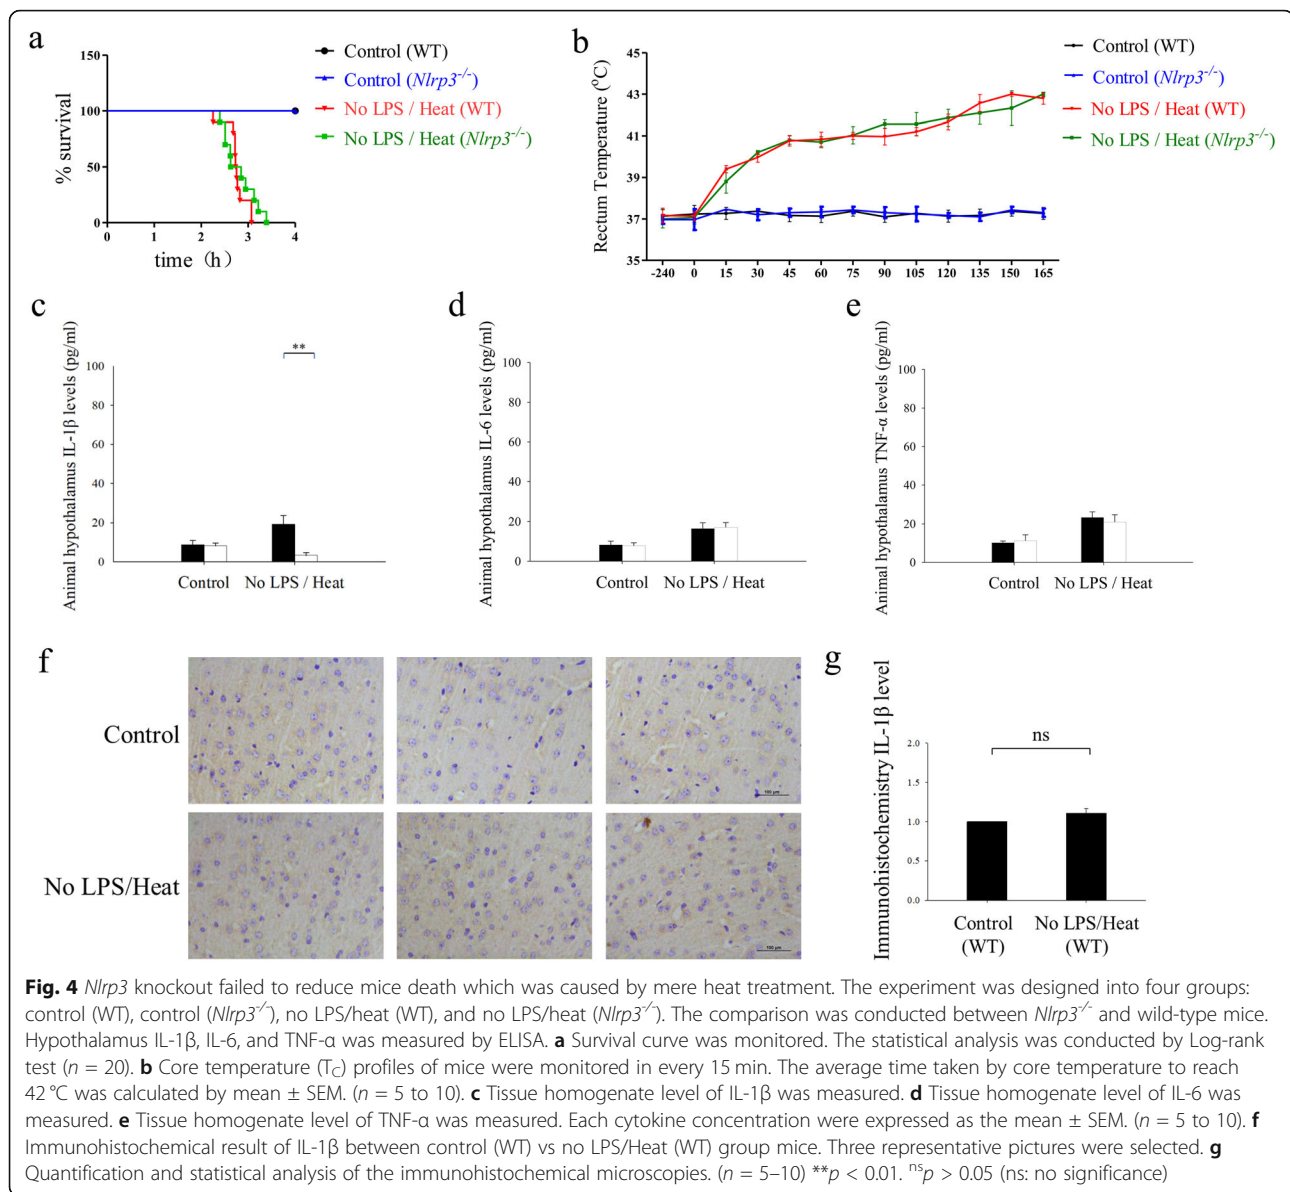 a
150
100
50
0
% survival
0 1 2 3 4
time (h)
Control (WT)
Control (Nlrp3-/-)
No LPS / Heat (WT)
No LPS / Heat (Nlrp3-/-)
b
45
43
41
39
37
35
Rectum Temperature (°C)
-240 0 15 30 45 60 75 90 105 120 135 150 165
Control (WT)
Control (Nlrp3-/-)
No LPS / Heat (WT)
No LPS / Heat (Nlrp3-/-)
c
Animal hypothalamus IL-1β levels (pg/ml)
100
80
60
40
20
0
**
Control No LPS / Heat
d
Animal hypothalamus IL-6 levels (pg/ml)
100
80
60
40
20
0
Control No LPS / Heat
e
Animal hypothalamus TNF-α levels (pg/ml)
100
80
60
40
20
0
Control No LPS / Heat
f
Control
100 μm
No LPS/Heat
100 μm
g
Immunohistochemistry IL-1β level
2.0
1.5
1.0
0.5
0.0
ns
Control No LPS/Heat
(WT) (WT)
Fig. 4 Nlrp3 knockout failed to reduce mice death which was caused by mere heat treatment. The experiment was designed into four groups:
control (WT), control (Nlrp3-/-), no LPS/heat (WT), and no LPS/heat (Nlrp3-/-). The comparison was conducted between Nlrp3-/- and wild-type mice.
Hypothalamus IL-1β, IL-6, and TNF-α was measured by ELISA. a Survival curve was monitored. The statistical analysis was conducted by Log-rank
test (n = 20). b Core temperature (TC) profiles of mice were monitored in every 15 min. The average time taken by core temperature to reach
42 °C was calculated by mean ± SEM. (n = 5 to 10). c Tissue homogenate level of IL-1β was measured. d Tissue homogenate level of IL-6 was
measured. e Tissue homogenate level of TNF-α was measured. Each cytokine concentration were expressed as the mean ± SEM. (n = 5 to 10). f
Immunohistochemical result of IL-1β between control (WT) vs no LPS/Heat (WT) group mice. Three representative pictures were selected. g
Quantification and statistical analysis of the immunohistochemical microscopies. (n = 5–10) **p < 0.01. nsp > 0.05 (ns: no significance)